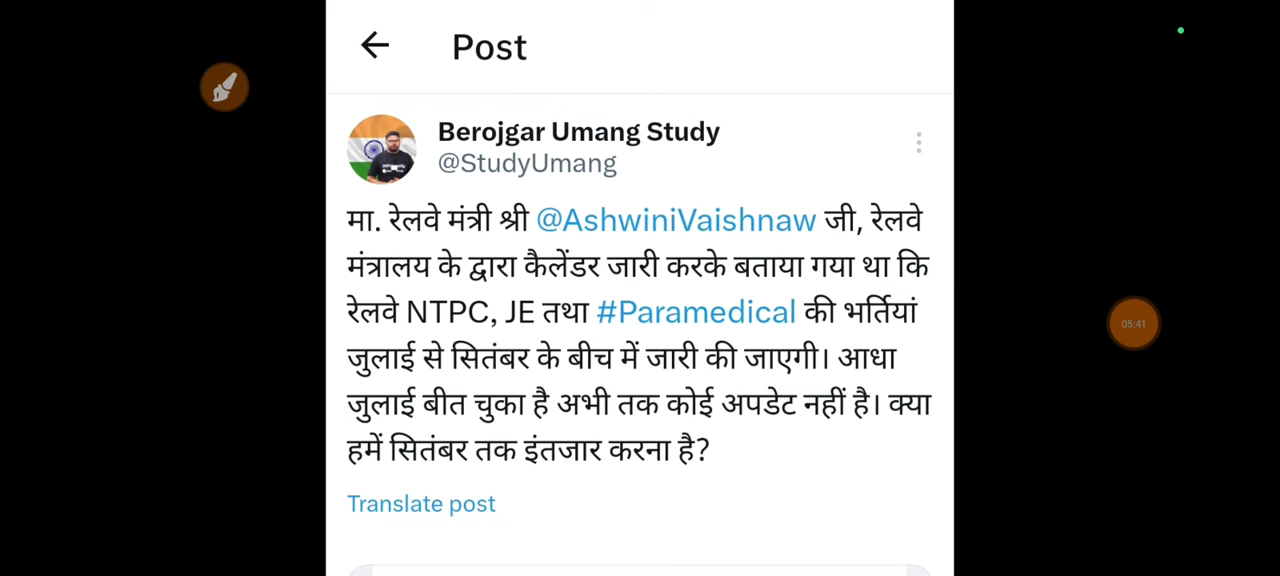 Post
Berojgar Umang Study
@StudyUmang
मा. रेलवे मंत्री श्री @AshwiniVaishnaw जी, रेलवे
मंत्रालय के द्वारा कैलेंडर जारी करके बताया गया था कि
रेलवे NTPC, JE तथा #Paramedical की भर्तियां
जुलाई से सितंबर के बीच में जारी की जाएगी। आधा
जुलाई बीत चुका है अभी तक कोई अपडेट नहीं है। क्या
हमें सितंबर तक इंतजार करना है?
Translate post
05:41